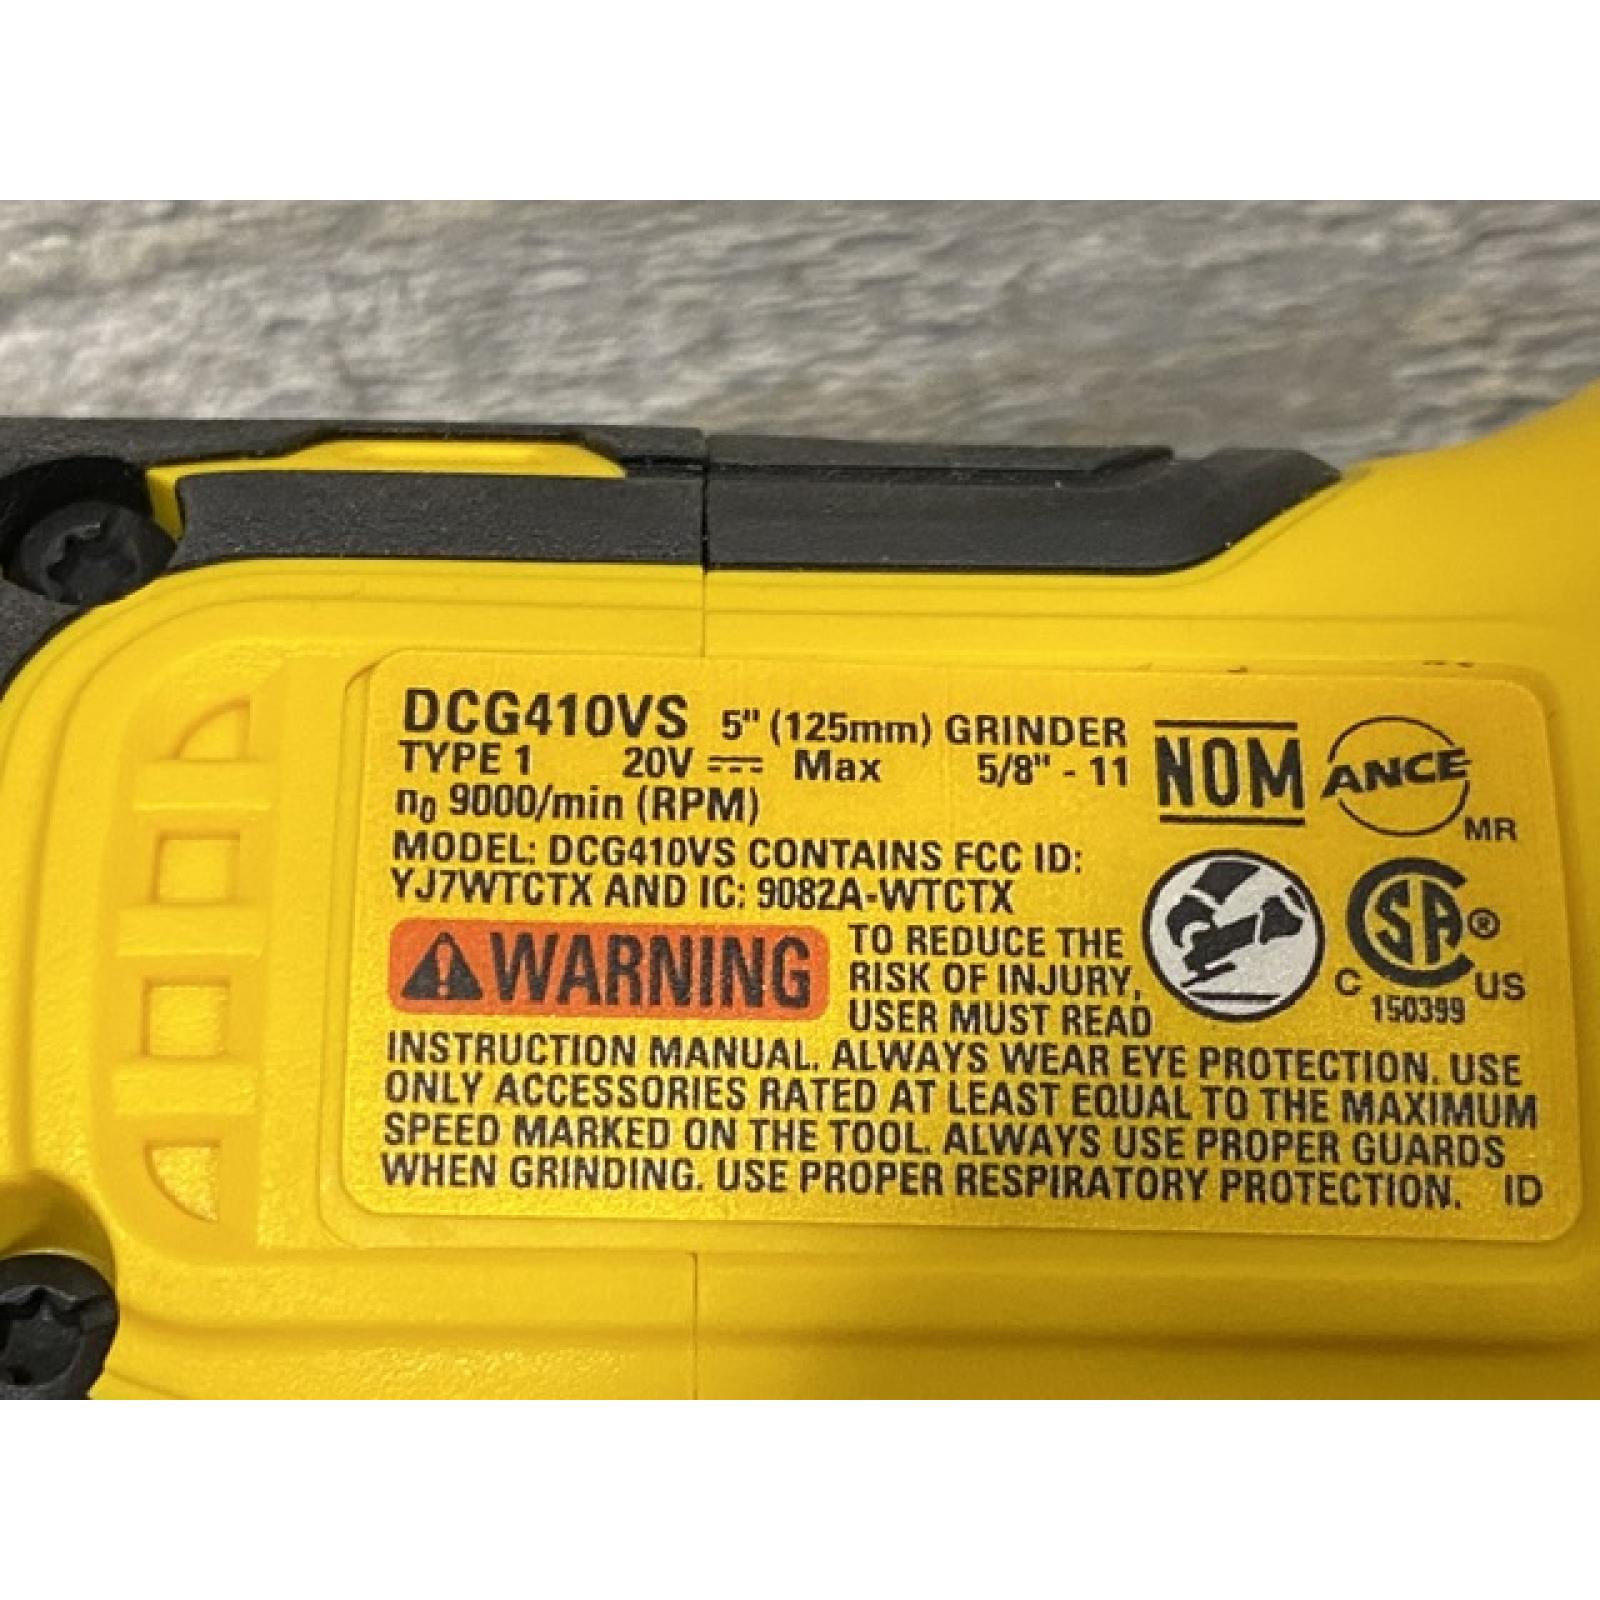 DCG410VS 5" (125mm) GRINDER
TYPE 1 20V ⎓ Max 5/8" - 11
n₀ 9000/min (RPM)
NOM
ANCE
MR
MODEL: DCG410VS CONTAINS FCC ID:
YJ7WTCTX AND IC: 9082A-WTCTX
WARNING TO REDUCE THE
RISK OF INJURY,
USER MUST READ
C SA® US
150399
INSTRUCTION MANUAL. ALWAYS WEAR EYE PROTECTION. USE
ONLY ACCESSORIES RATED AT LEAST EQUAL TO THE MAXIMUM
SPEED MARKED ON THE TOOL. ALWAYS USE PROPER GUARDS
WHEN GRINDING. USE PROPER RESPIRATORY PROTECTION. ID